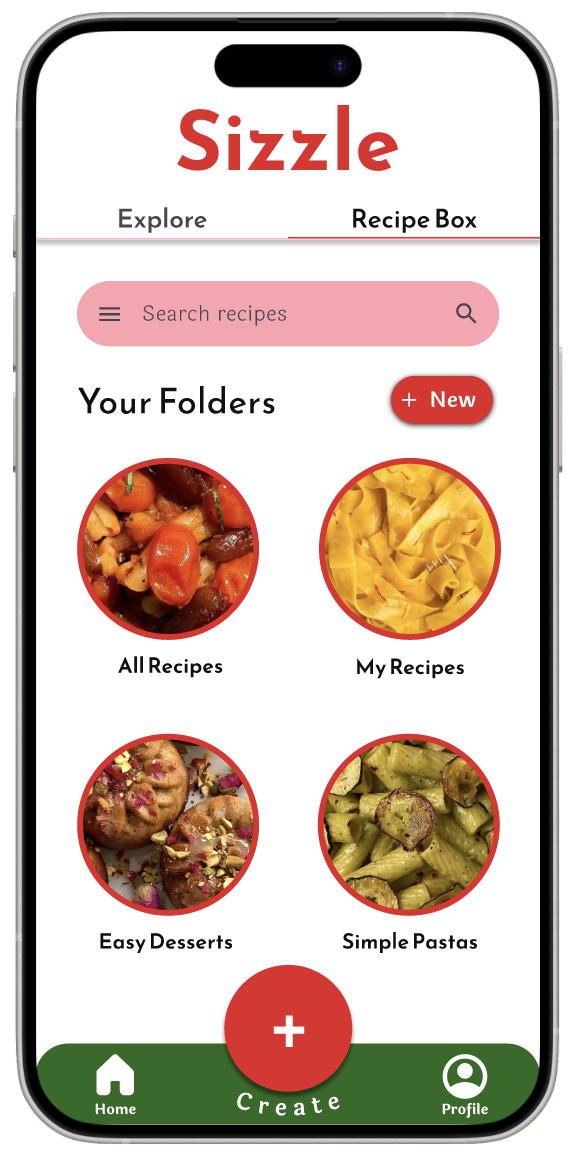 Sizzle
Explore Recipe Box
Search recipes
Your Folders + New
All Recipes My Recipes
Easy Desserts Simple Pastas
+
Home Create Profile